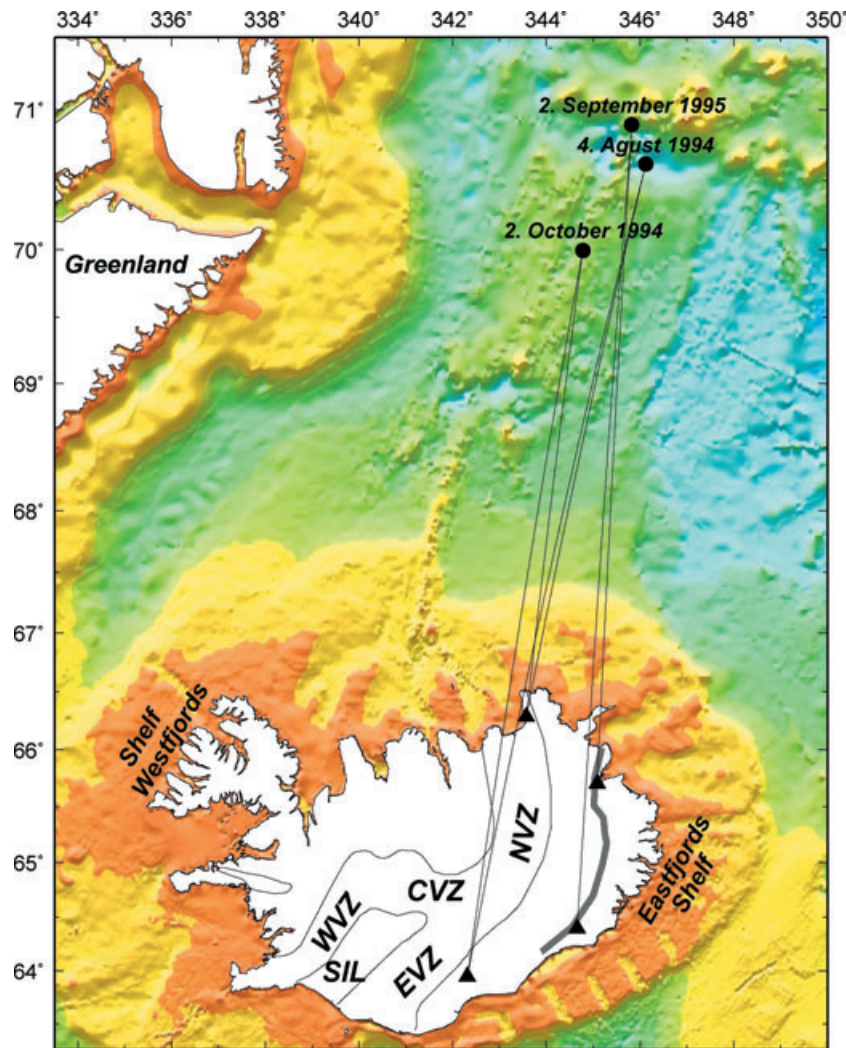 334° 336° 338° 340° 342° 344° 346° 348° 350°
71°
2. September 1995
4. Agust 1994
2. October 1994
70°
Greenland
69°
68°
67°
66°
Shelf
Westfjords
65°
NVZ
CVZ
WVZ
Eastfjords
Shelf
SIL
EVZ
64°